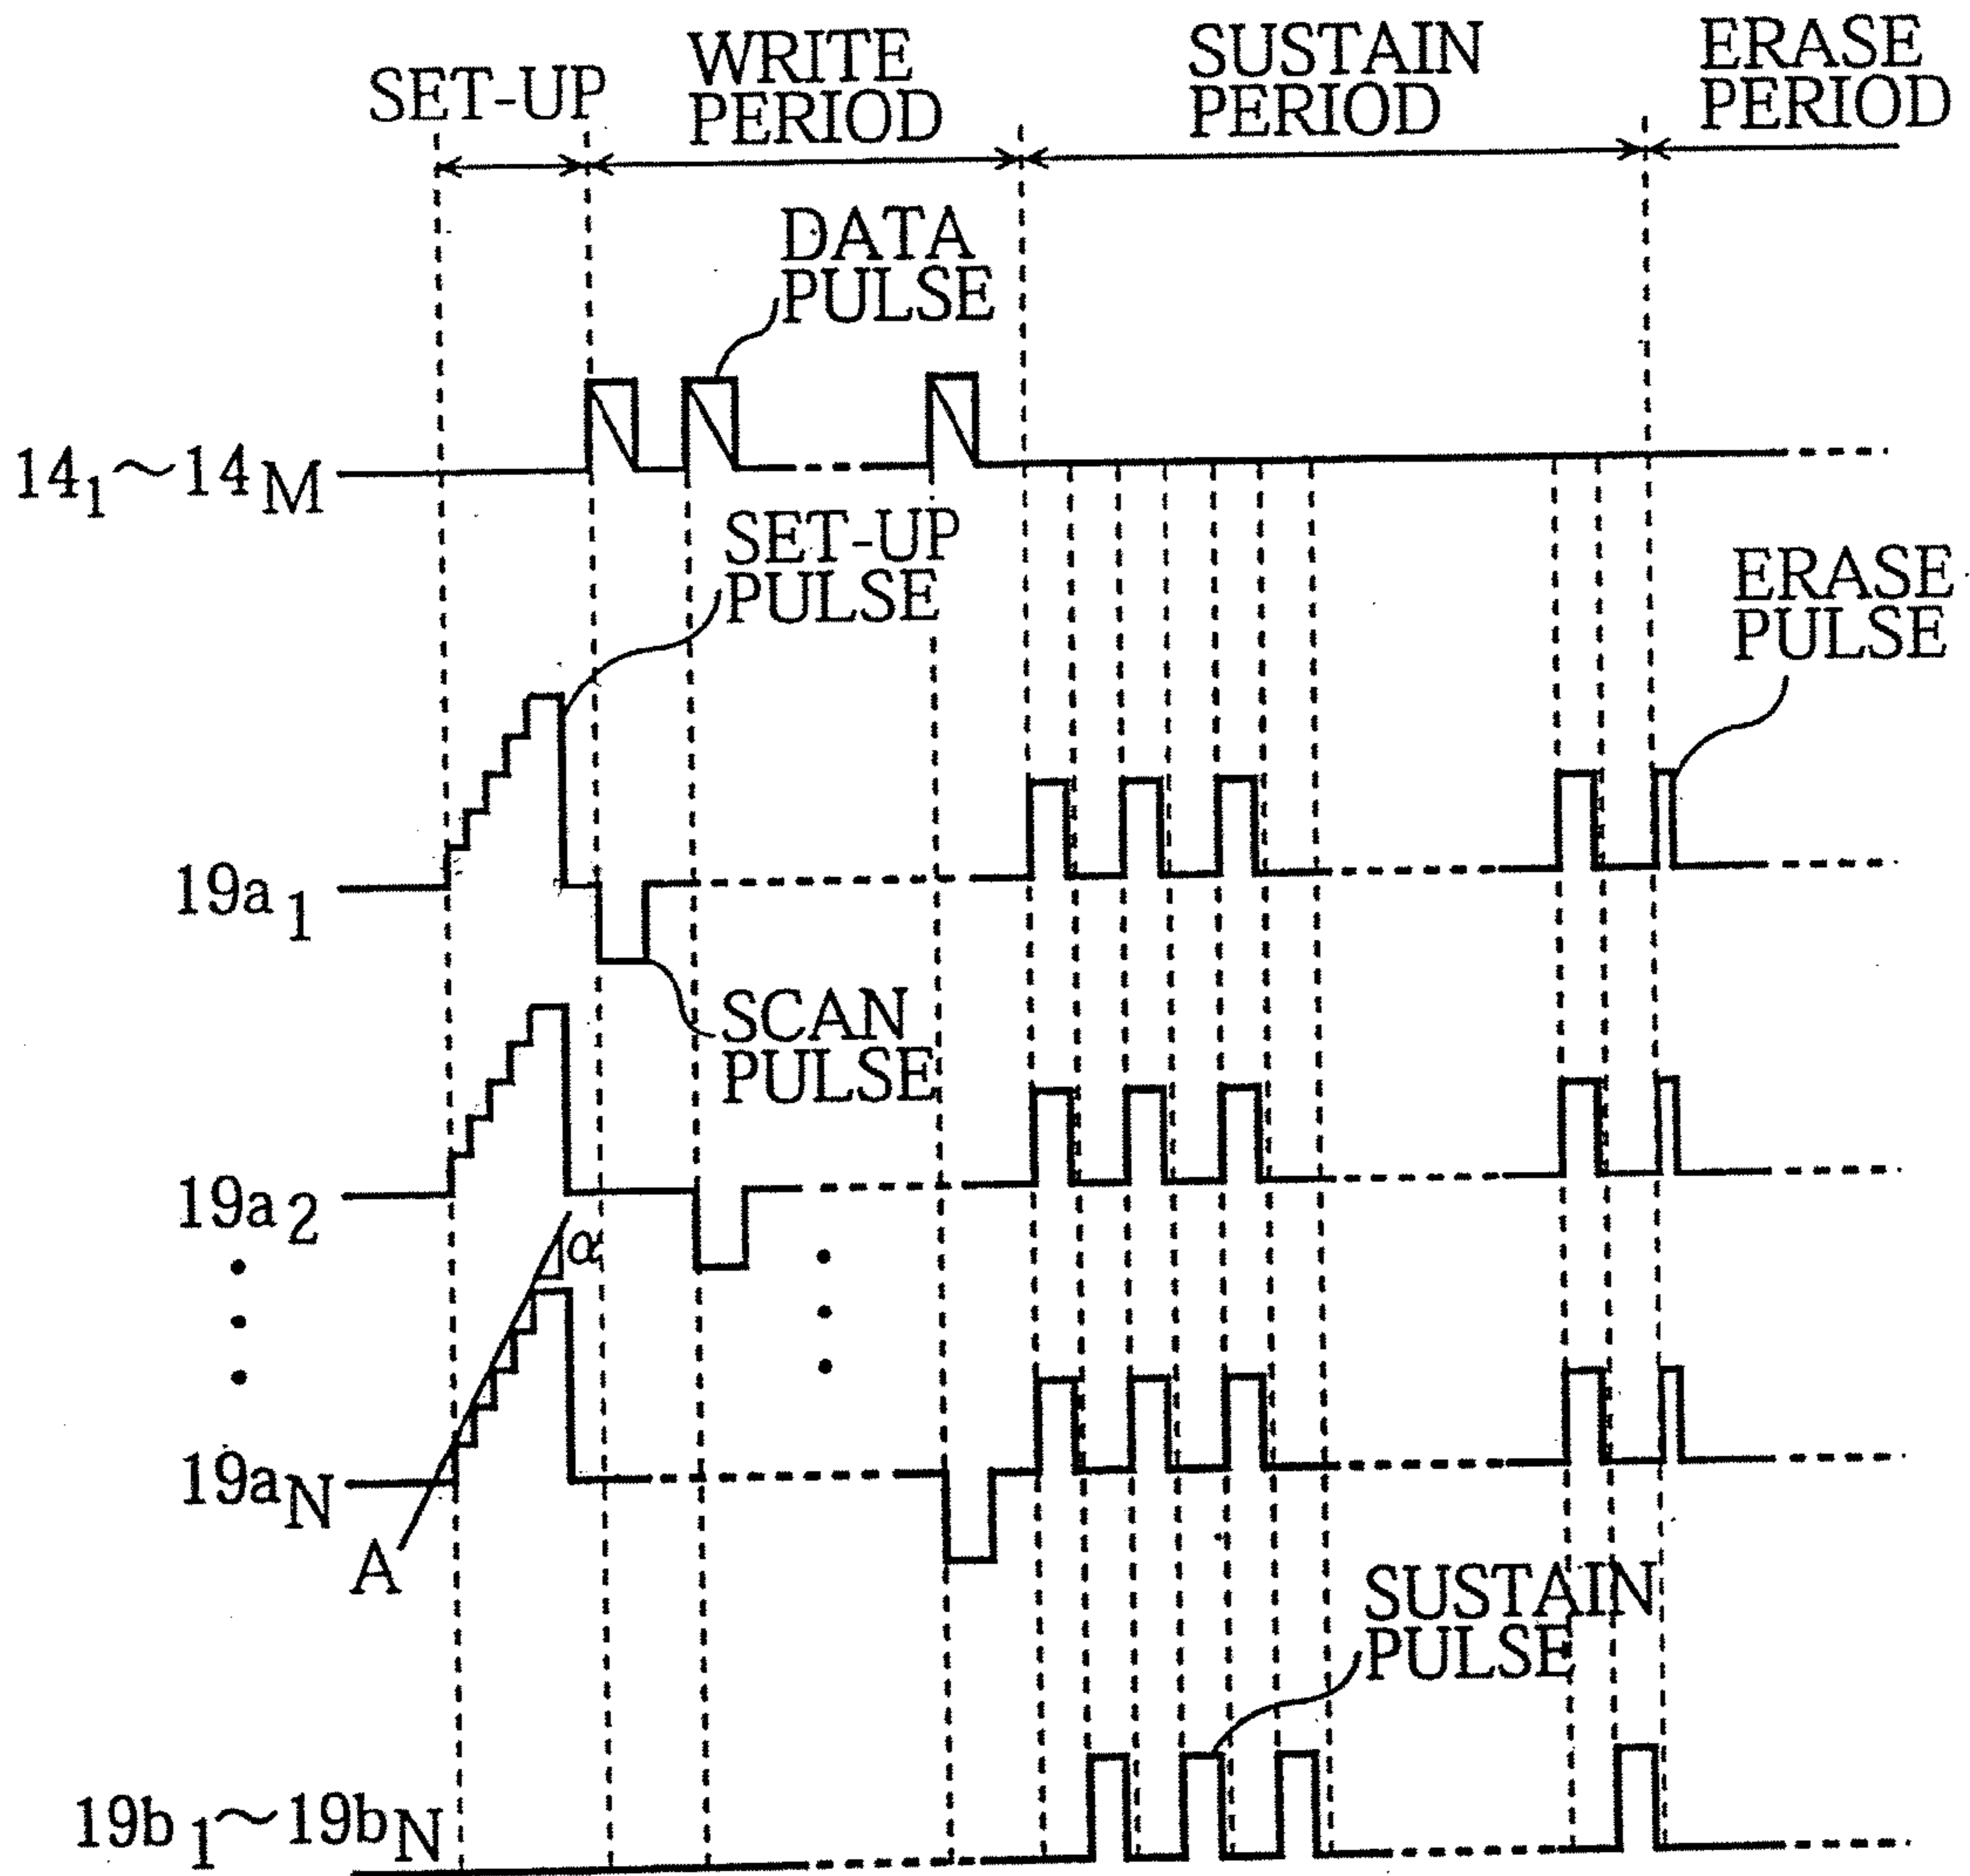 SET-UP
WRITE
PERIOD
SUSTAIN
PERIOD
ERASE
PERIOD
DATA
PULSE
14₁~14M
SET-UP
PULSE
ERASE
PULSE
19a₁
SCAN
PULSE
19a₂
α
19aN
A
SUSTAIN
PULSE
19b₁~19bN